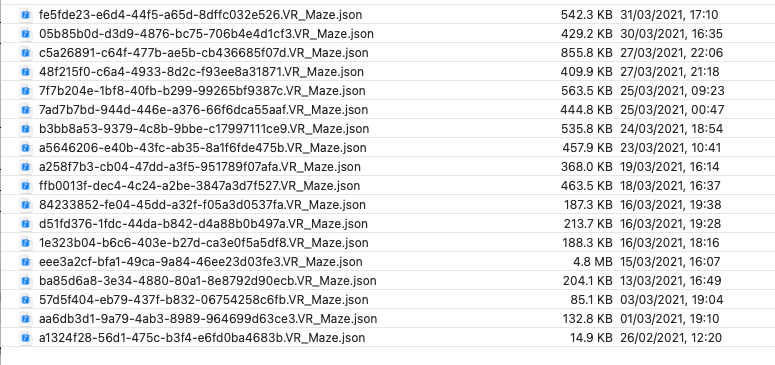 fe5fde23-e6d4-44f5-a65d-8dffc032e526.VR_Maze.json 542.3 KB 31/03/2021, 17:10
05b85b0d-d3d9-4876-bc75-706b4e4d1cf3.VR_Maze.json 429.2 KB 30/03/2021, 16:35
c5a26891-c64f-477b-ae5b-cb436685f07d.VR_Maze.json 855.8 KB 27/03/2021, 22:06
48f215f0-c6a4-4933-8d2c-f93ee8a31871.VR_Maze.json 409.9 KB 27/03/2021, 21:18
7f7b204e-1bf8-40fb-b299-99265bf9387c.VR_Maze.json 563.5 KB 25/03/2021, 09:23
7ad7b7bd-944d-446e-a376-66f6dca55aaf.VR_Maze.json 444.8 KB 25/03/2021, 00:47
b3bb8a53-9379-4c8b-9bbe-c17997111ce9.VR_Maze.json 535.8 KB 24/03/2021, 18:54
a5646206-e40b-43fc-ab35-8a1f6fde475b.VR_Maze.json 457.9 KB 23/03/2021, 10:41
a258f7b3-cb04-47dd-a3f5-951789f07afa.VR_Maze.json 368.0 KB 19/03/2021, 16:14
ffb0013f-dec4-4c24-a2be-3847a3d7f527.VR_Maze.json 463.5 KB 18/03/2021, 16:37
84233852-fe04-45dd-a32f-f05a3d0537fa.VR_Maze.json 187.3 KB 16/03/2021, 19:38
d51fd376-1fdc-44da-b842-d4a88b0b497a.VR_Maze.json 213.7 KB 16/03/2021, 19:28
1e323b04-b6c6-403e-b27d-ca3e0f5a5df8.VR_Maze.json 188.3 KB 16/03/2021, 18:16
eee3a2cf-bfa1-49ca-9a84-46ee23d03fe3.VR_Maze.json 4.8 MB 15/03/2021, 16:07
ba85d6a8-3e34-4880-80a1-8e8792d90ecb.VR_Maze.json 204.1 KB 13/03/2021, 16:49
57d5f404-eb79-437f-b832-06754258c6fb.VR_Maze.json 85.1 KB 03/03/2021, 19:04
aa6db3d1-9a79-4ab3-8989-964699d63ce3.VR_Maze.json 132.8 KB 01/03/2021, 19:10
a1324f28-56d1-475c-b3f4-e6fd0ba4683b.VR_Maze.json 14.9 KB 26/02/2021, 12:20